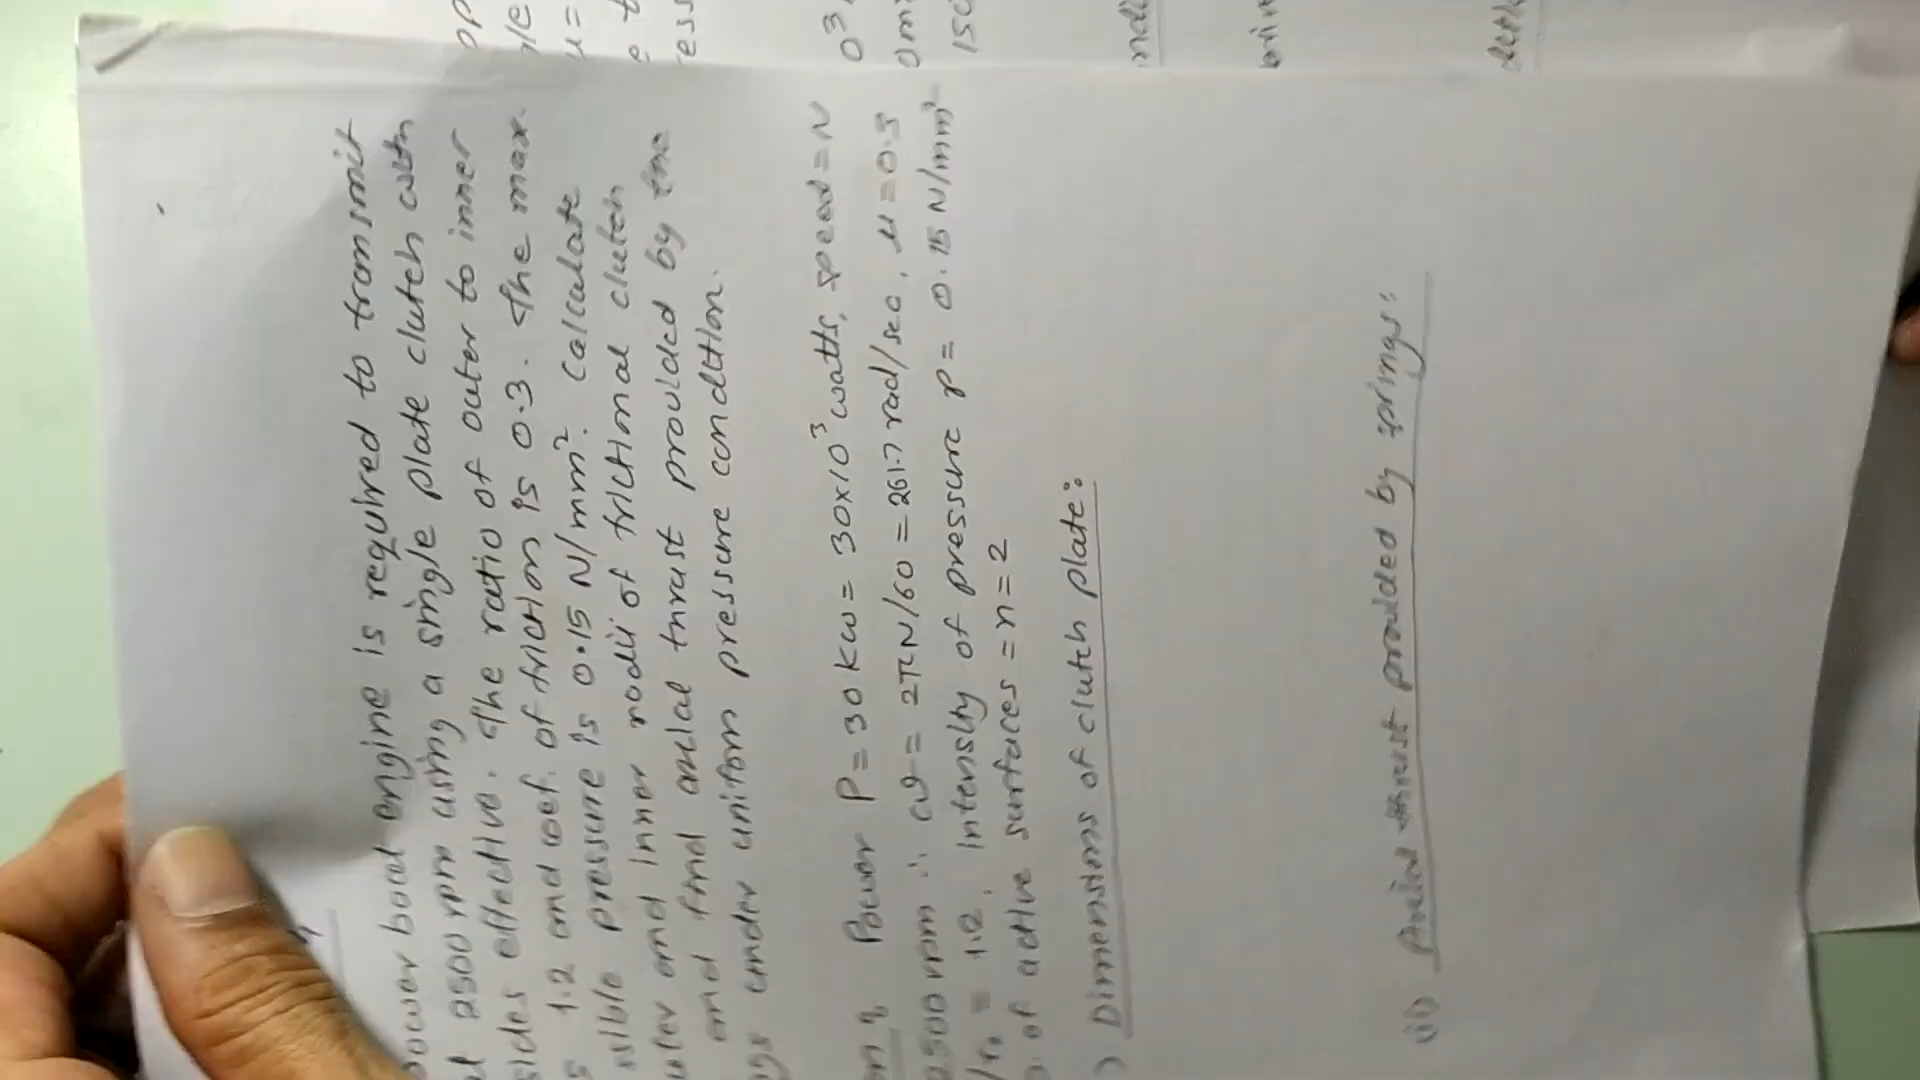 power boat engine is required to transmit
at 2500 rpm using a single plate clutch with
sides effective. The ratio of outer to inner
1.2 and coef. of friction is 0.3. The max.
ssible pressure is 0.15 N/mm². Calculate
outer and inner radii of frictional clutch
and find axial thrust provided by the
ngs under uniform pressure condition.
Power P = 30 kw = 30x10³ watts, speed = N
2500 rpm ∴ ω = 2πN/60 = 261.7 rad/sec, μ = 0.3
= 1.2, intensity of pressure p = 0.15 N/mm²
of active surfaces = n = 2
) Dimensions of clutch plate:
(ii) Axial thrust provided by springs: